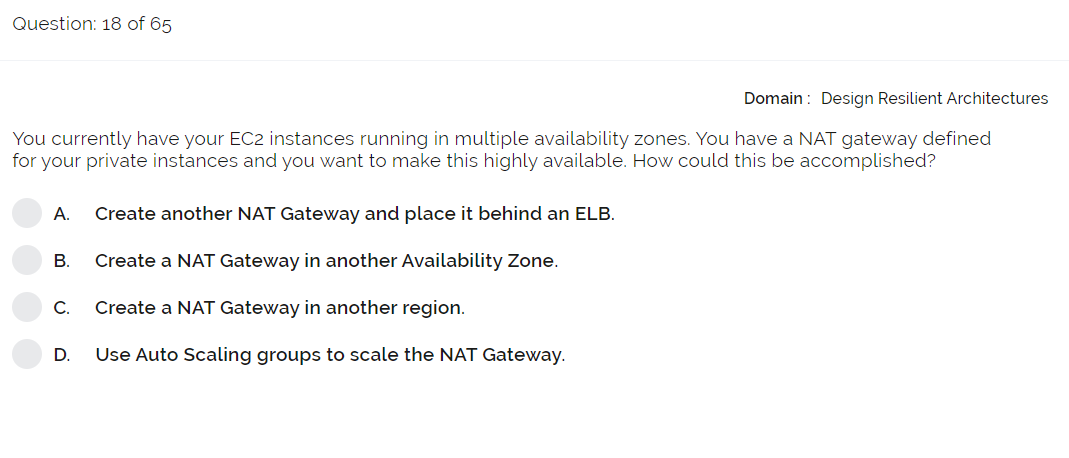 Question: 18 of 65
Domain : Design Resilient Architectures
You currently have your EC2 instances running in multiple availability zones. You have a NAT gateway defined
for your private instances and you want to make this highly available. How could this be accomplished?
A. Create another NAT Gateway and place it behind an ELB.
B. Create a NAT Gateway in another Availability Zone.
C. Create a NAT Gateway in another region.
D. Use Auto Scaling groups to scale the NAT Gateway.